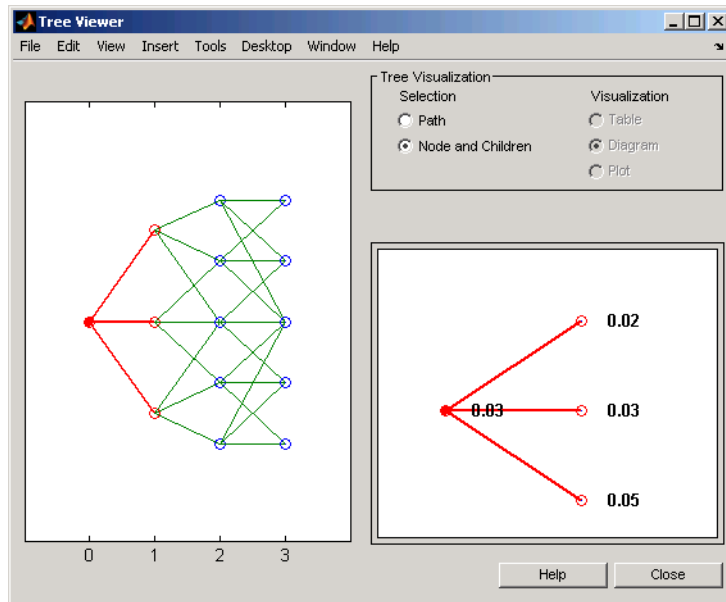 Tree Viewer
File Edit View Insert Tools Desktop Window Help
Tree Visualization
Selection Visualization
Path Table
Node and Children Diagram
Plot
0.02
0.03 0.03
0.05
0 1 2 3
Help Close